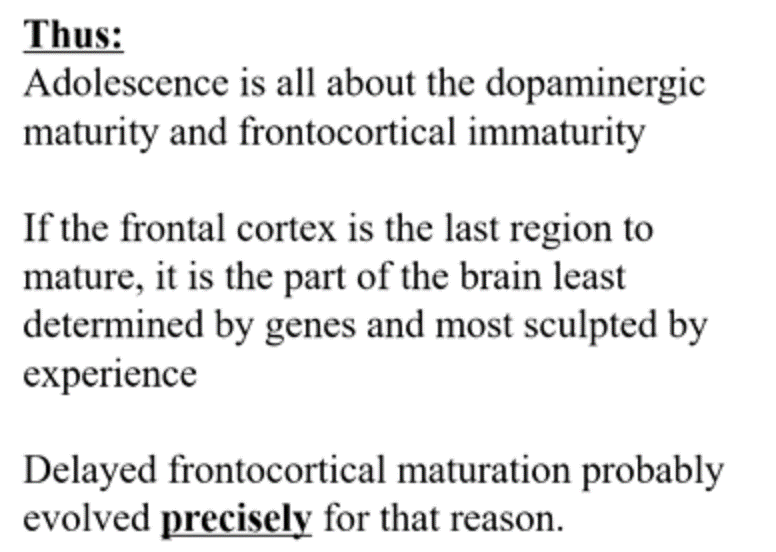 Thus:
Adolescence is all about the dopaminergic
maturity and frontocortical immaturity
If the frontal cortex is the last region to
mature, it is the part of the brain least
determined by genes and most sculpted by
experience
Delayed frontocortical maturation probably
evolved precisely for that reason.